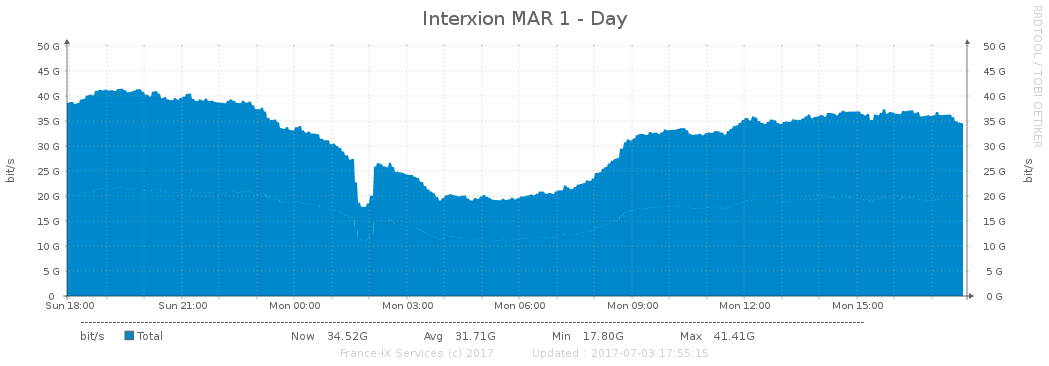 Interxion MAR 1 - Day
RRDTOOL / TOBI OETIKER
50 G 50 G
45 G 45 G
40 G 40 G
35 G 35 G
30 G 30 G
25 G 25 G
20 G 20 G
15 G 15 G
10 G 10 G
5 G 5 G
0 0 G
bit/s bit/s
Sun 18:00 Sun 21:00 Mon 00:00 Mon 03:00 Mon 06:00 Mon 09:00 Mon 12:00 Mon 15:00
bit/s Total Now 34.52G Avg 31.71G Min 17.80G Max 41.41G
France-IX Services (c) 2017 Updated : 2017-07-03 17:55:15